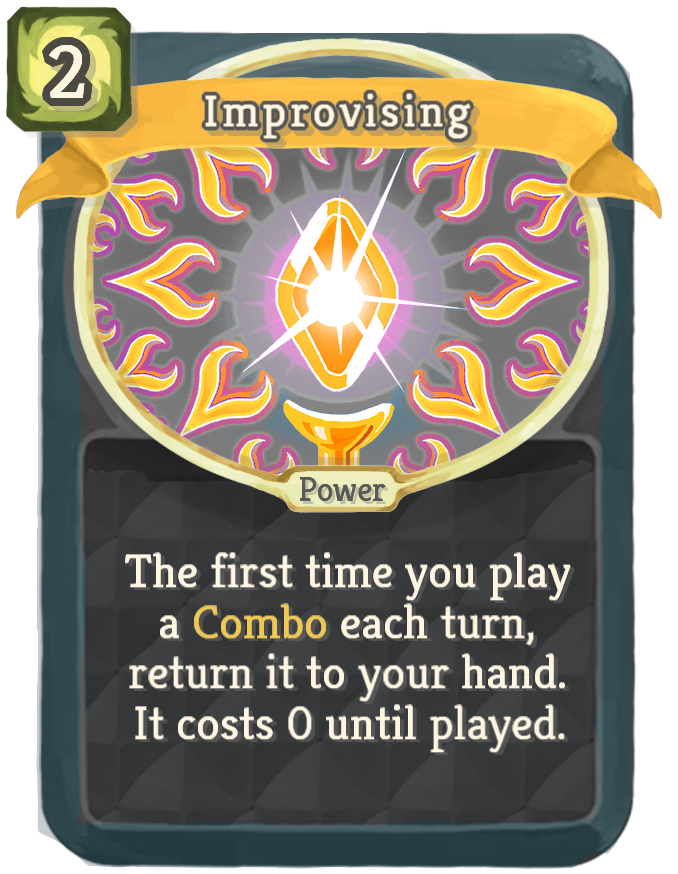 2
Improvising
Power
The first time you play
a Combo each turn,
return it to your hand.
It costs 0 until played.